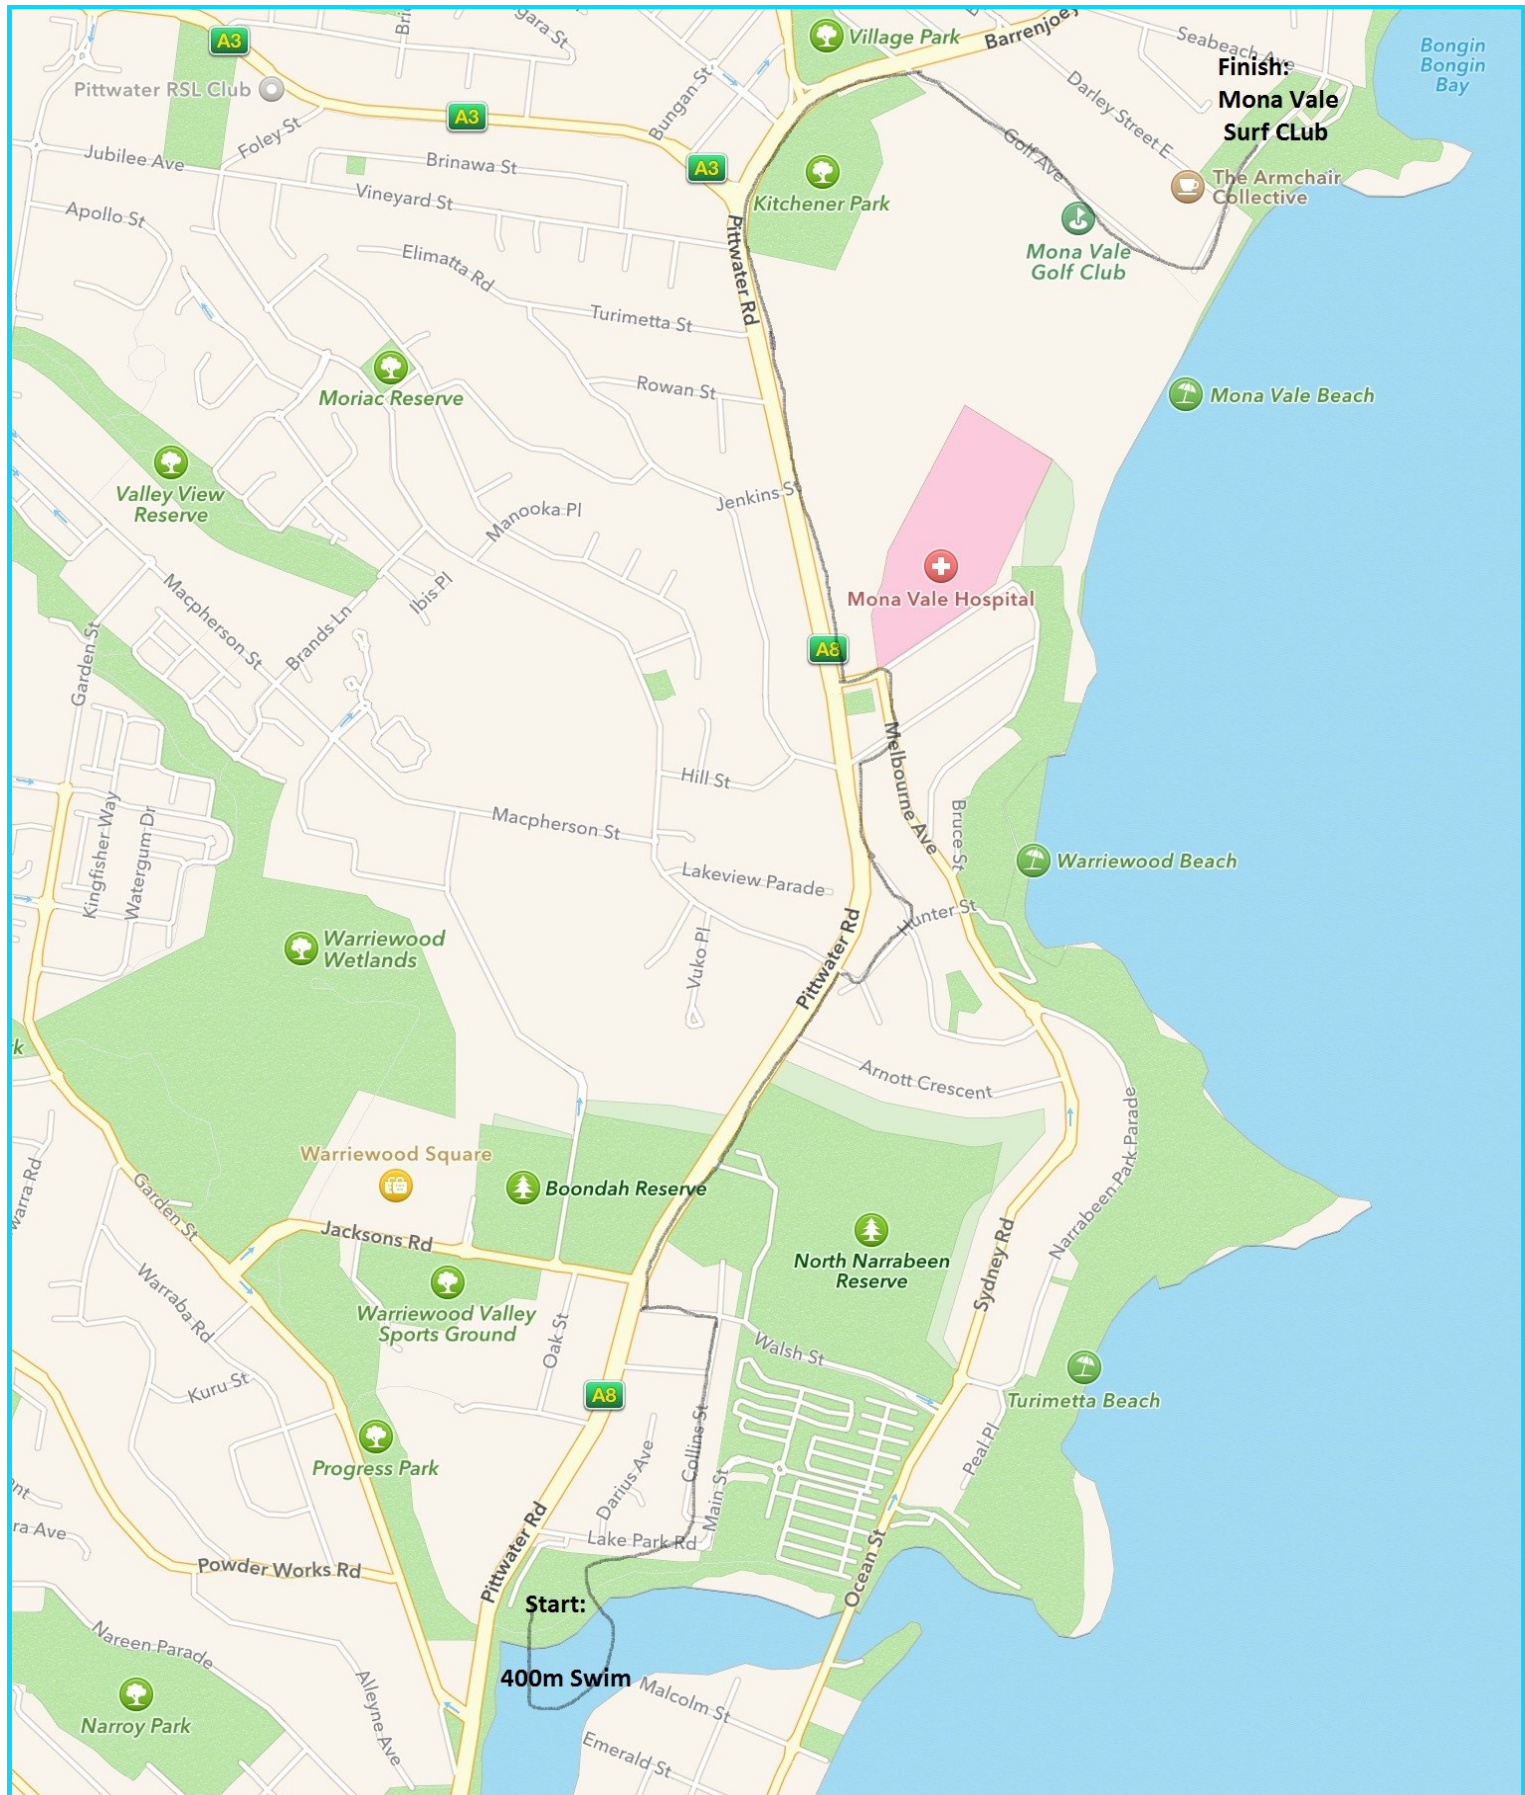 A3
Village Park
Barrenjoey
Seabeach Ave
Bongin
Bongin
Bay
Finish:
Mona Vale
Surf CLub
Pittwater RSL Club
Foley St
A3
Bungan St
Darley Street E
Golf Ave
Jubilee Ave
Brinawa St
A3
Kitchener Park
The Armchair
Collective
Vineyard St
Apollo St
Pittwater Rd
Mona Vale
Golf Club
Elimatta Rd
Turimetta St
Moriac Reserve
Rowan St
Mona Vale Beach
Valley View
Reserve
Jenkins St
Manooka Pl
Macpherson St
Ibis Pl
Brands Ln
Mona Vale Hospital
Garden St
A8
Melbourne Ave
Hill St
Kingfisher Way
Watergum Dr
Macpherson St
Bruce St
Warriewood Beach
Lakeview Parade
Hunter St
Warriewood
Wetlands
Vuko Pl
Pittwater Rd
k
Arnott Crescent
Narrabeen Park Parade
Warriewood Square
Boondah Reserve
warra Rd
Garden St
Jacksons Rd
North Narrabeen
Reserve
Sydney Rd
Warraba Rd
Warriewood Valley
Sports Ground
Oak St
Walsh St
Kuru St
A8
Turimetta Beach
Progress Park
Darius Ave
Collins St
Main St
Peal Pl
ra Ave
Lake Park Rd
Powder Works Rd
Pittwater Rd
Ocean St
Start:
Nareen Parade
400m Swim
Malcolm St
Alleyne Ave
Narroy Park
Emerald St